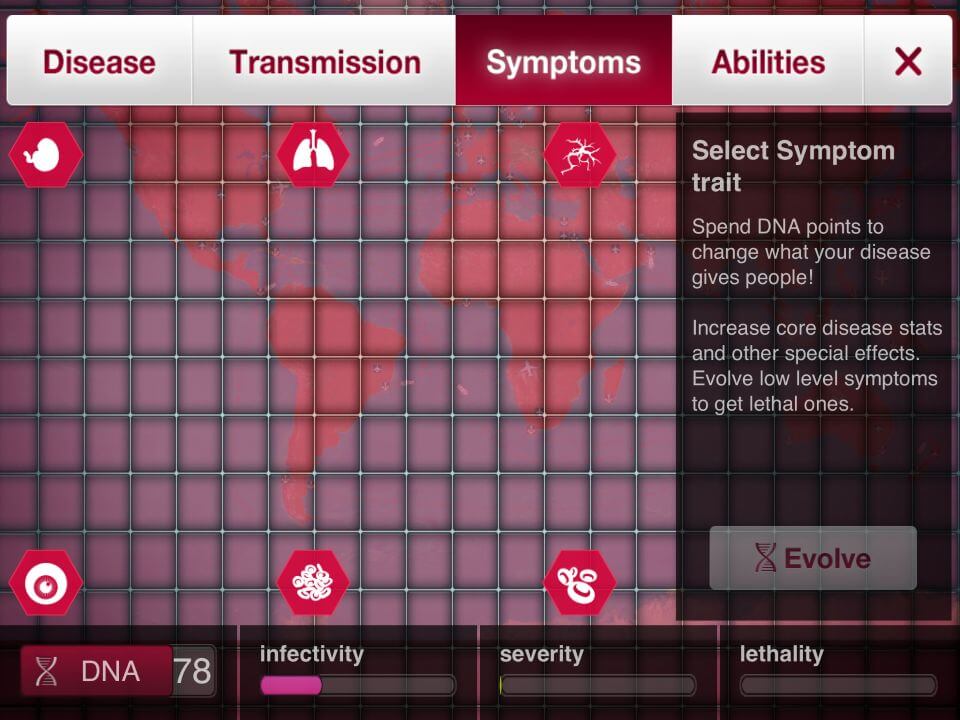 Disease
Transmission
Symptoms
Abilities
X
Select Symptom
trait
Spend DNA points to
change what your disease
gives people!
Increase core disease stats
and other special effects.
Evolve low level symptoms
to get lethal ones.
Evolve
DNA
78
infectivity
severity
lethality